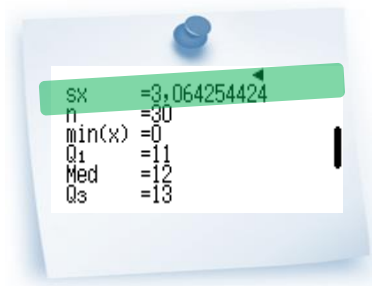 sx =3,064254424
n =30
min(x) =0
Q₁ =11
Med =12
Q₃ =13